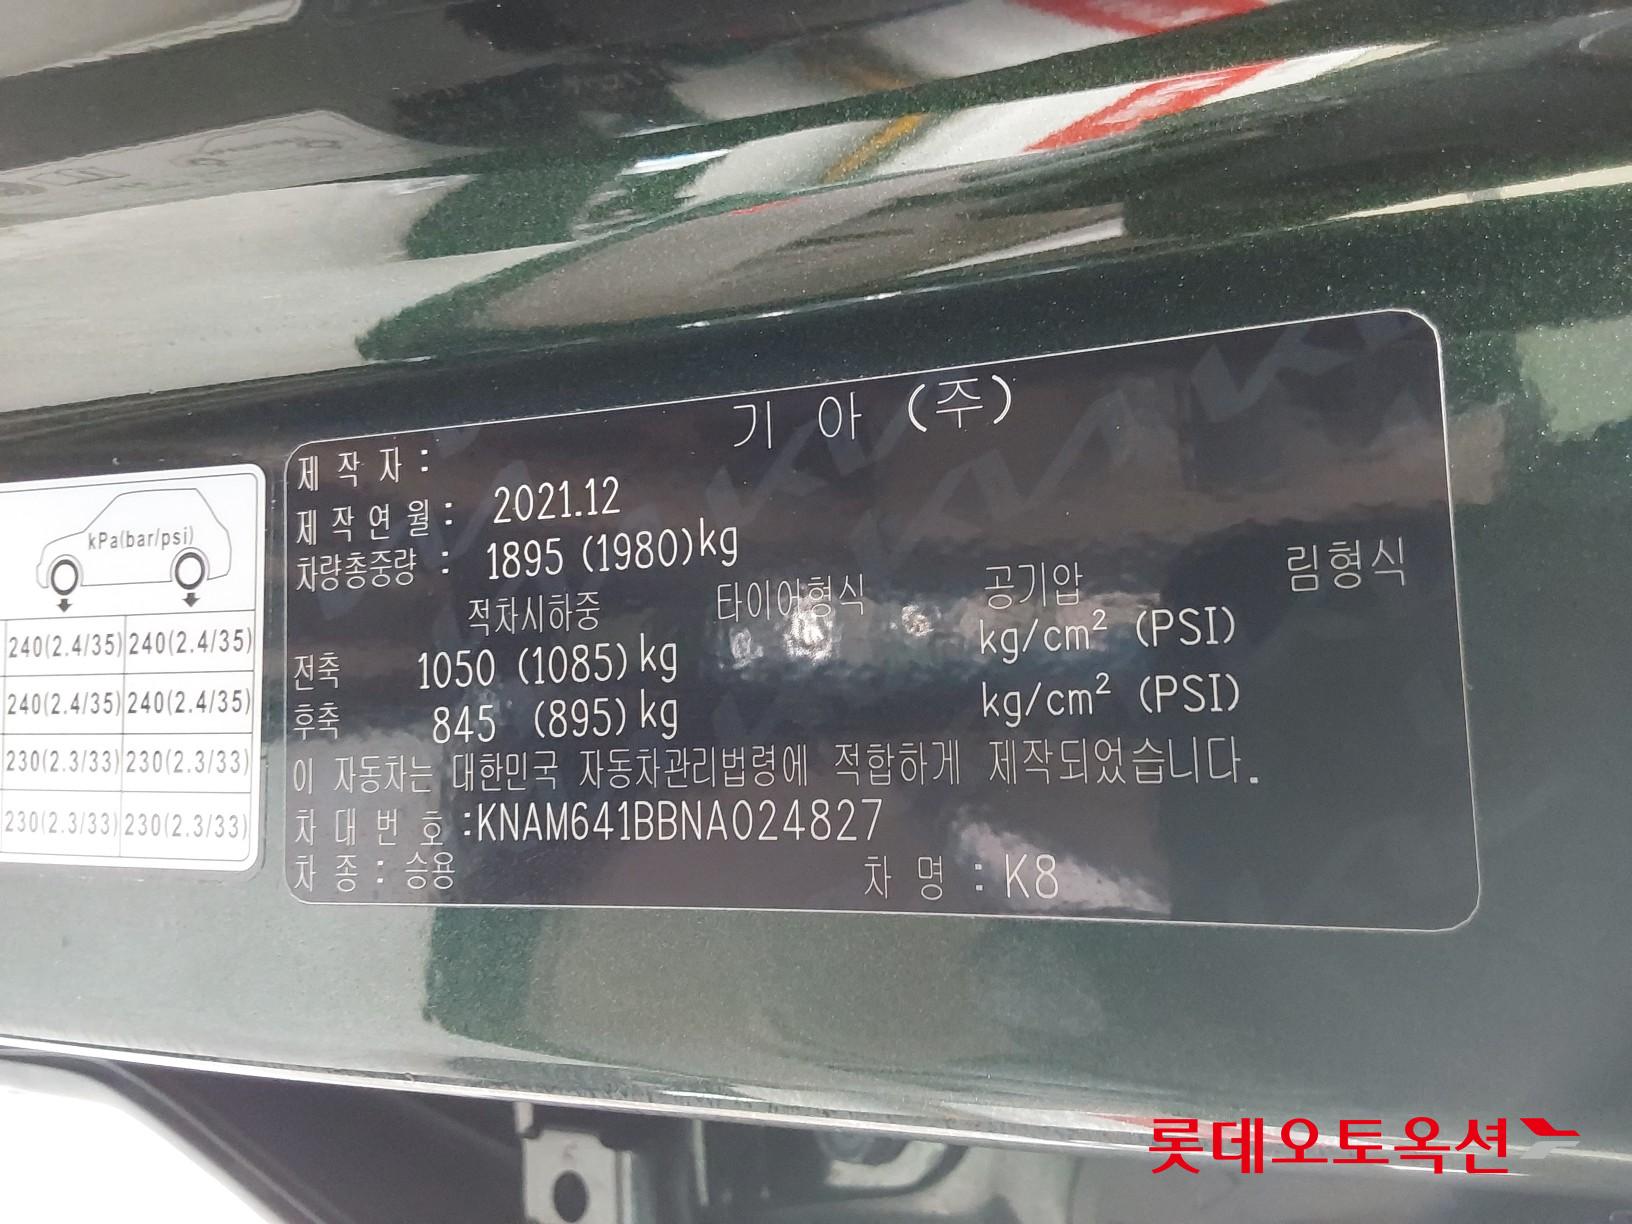 기 아 (주)
제 작 자 :
제 작 연 월 : 2021.12
차량총중량 : 1895 (1980)kg
적차시하중 타이어형식 공기압 림형식
전축 1050 (1085)kg kg/cm² (PSI)
후축 845 (895)kg kg/cm² (PSI)
이 자동차는 대한민국 자동차관리법령에 적합하게 제작되었습니다.
차 대 번 호 :KNAM641BBNA024827
차 종 : 승용 차 명 : K8
kPa(bar/psi)
240(2.4/35) 240(2.4/35)
240(2.4/35) 240(2.4/35)
230(2.3/33) 230(2.3/33)
230(2.3/33) 230(2.3/33)
롯데오토옥션